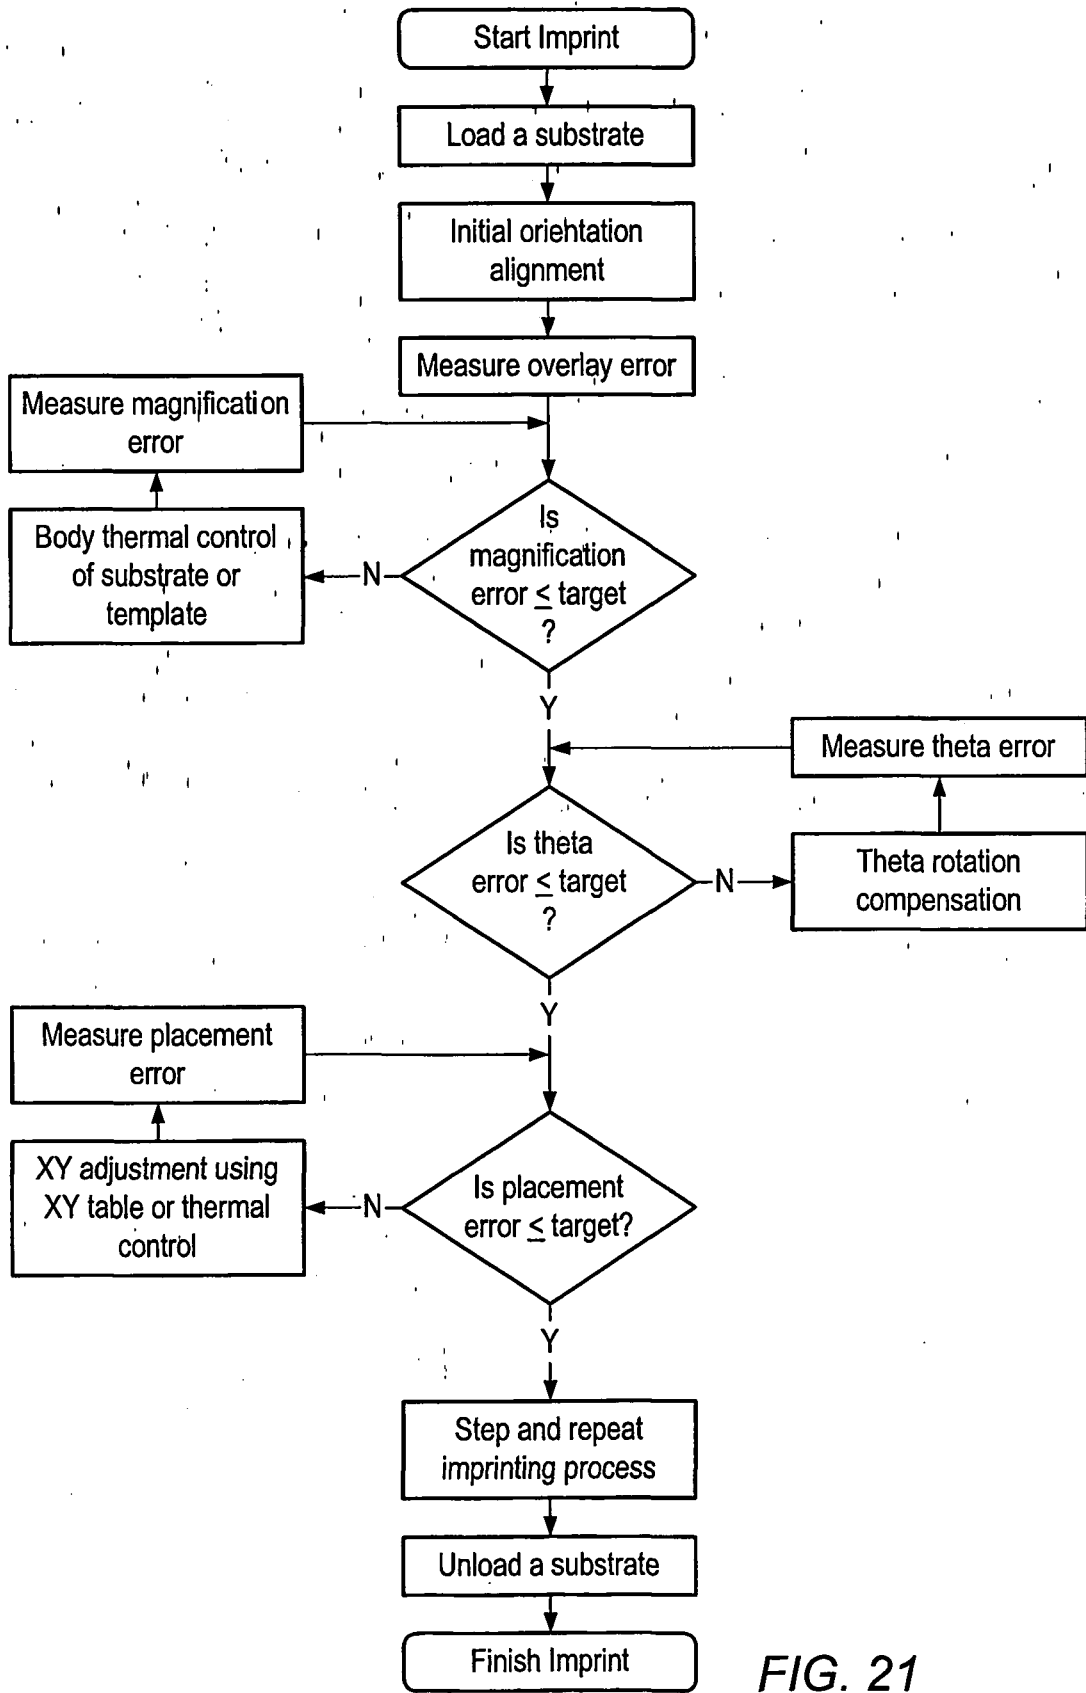 Start Imprint
Load a substrate
Initial oriehtation
alignment
Measure overlay error
Measure magnification
error
Body thermal control
of substrate or
template
N
Is
magnification
error ≤ target
?
Y
Measure theta error
Is theta
error ≤ target
?
N
Theta rotation
compensation
Y
Measure placement
error
XY adjustment using
XY table or thermal
control
N
Is placement
error ≤ target?
Y
Step and repeat
imprinting process
Unload a substrate
Finish Imprint
FIG. 21